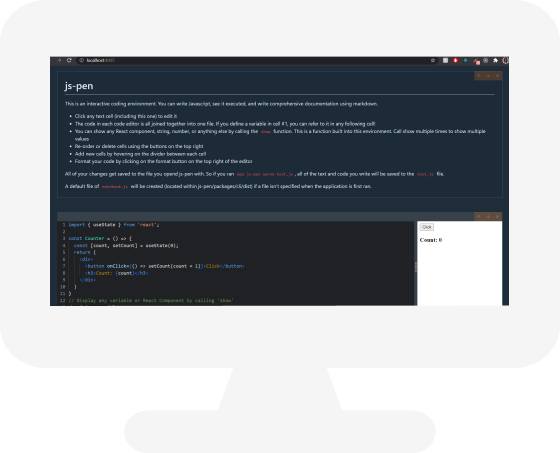 localhost:4005
js-pen
This is an interactive coding environment. You can write Javascript, see it executed, and write comprehensive documentation using markdown.
Click any text cell (including this one) to edit it
The code in each code editor is all joined together into one file. If you define a variable in cell #1, you can refer to it in any following cell!
You can show any React component, string, number, or anything else by calling the show function. This is a function built into this environment. Call show multiple times to show multiple
values
Re-order or delete cells using the buttons on the top right
Add new cells by hovering on the divider between each cell
Format your code by clicking on the format button on the top right of the editor
All of your changes get saved to the file you opend js-pen with. So if you ran npx js-pen serve test.js, all of the text and code you write will be saved to the test.js file.
A default file of notebook.js will be created (located within js-pen/packages/cli/dist) if a file isn't specified when the application is first ran.
1 import { useState } from 'react';
2
3 const Counter = () => {
4 const [count, setCount] = useState(0);
5 return (
6 <div>
7 <button onClick={() => setCount(count + 1)}>Click</button>
8 <h3>Count: {count}</h3>
9 </div>
10 )
11 }
12 // Display any variable or React Component by calling 'show'
Click
Count: 0